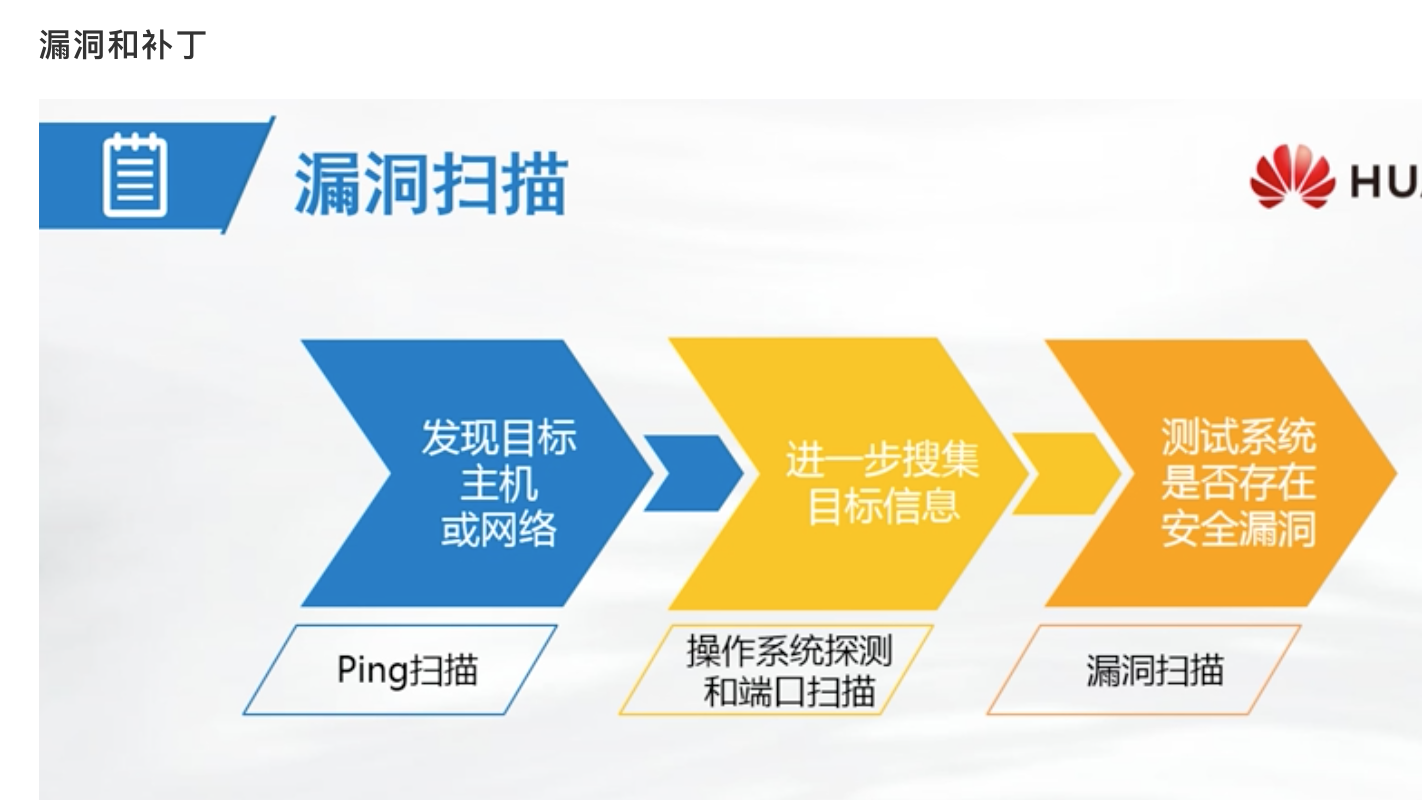 漏洞和补丁
漏洞扫描
发现目标
主机
或网络
进一步搜集
目标信息
测试系统
是否存在
安全漏洞
Ping扫描
操作系统探测
和端口扫描
漏洞扫描